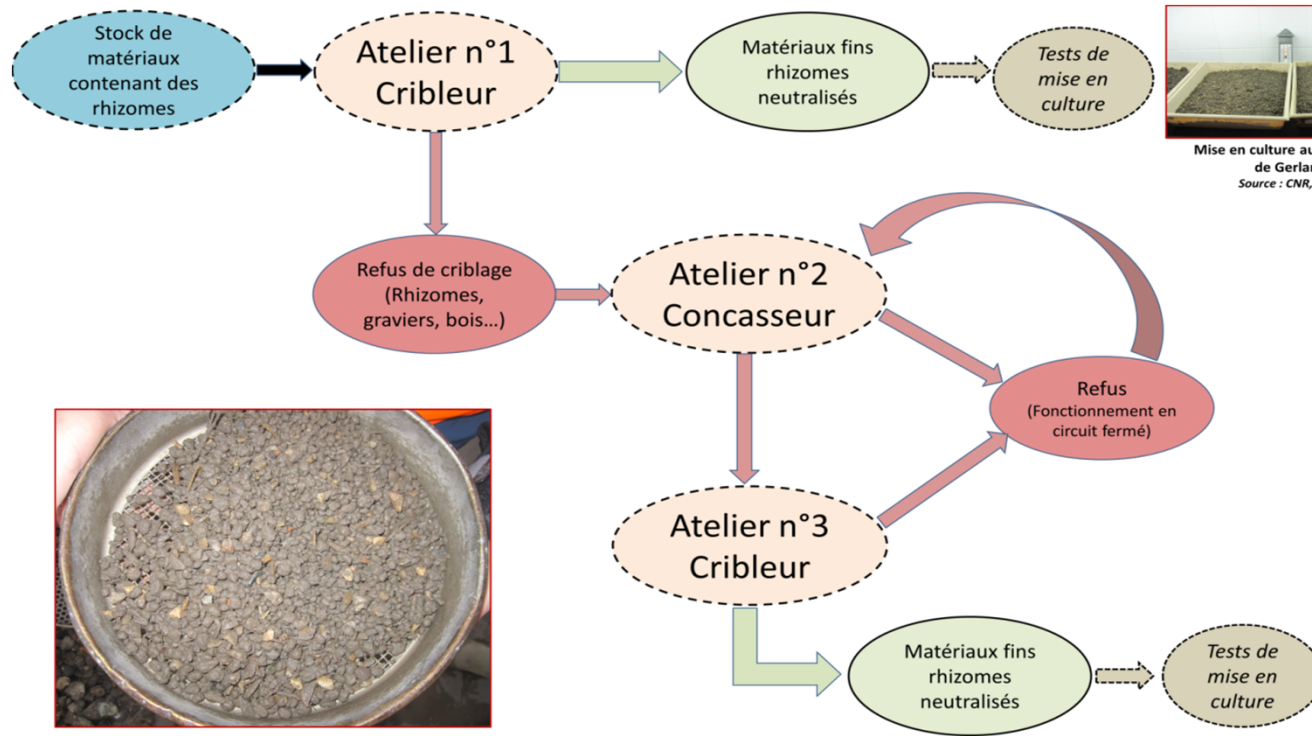 Stock de
matériaux
contenant des
rhizomes
Atelier n°1
Cribleur
Matériaux fins
rhizomes
neutralisés
Tests de
mise en
culture
Mise en culture au
de Gerlan
Source : CNR,
Refus de criblage
(Rhizomes,
graviers, bois...)
Atelier n°2
Concasseur
Refus
(Fonctionnement en
circuit fermé)
Atelier n°3
Cribleur
Matériaux fins
rhizomes
neutralisés
Tests de
mise en
culture